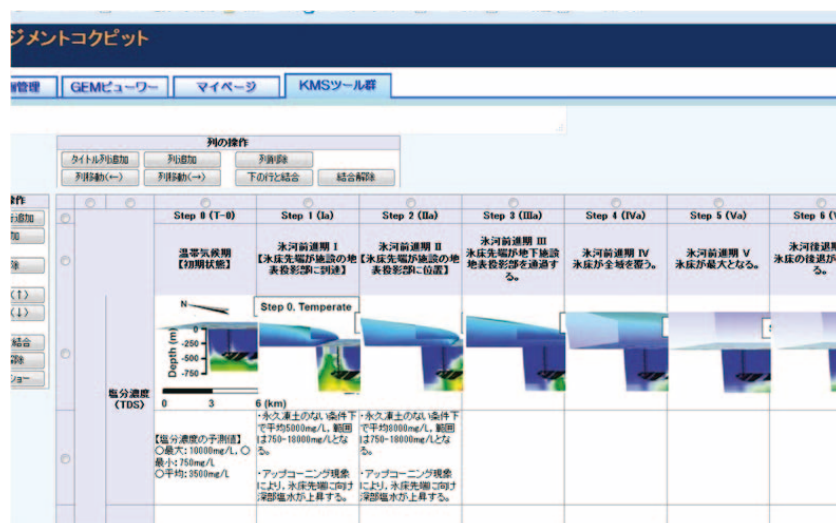 ジメントコクピット
管理
GEMビューワー
マイページ
KMSツール群
列の操作
タイトル列追加
列追加
列削除
列移動(←)
列移動(→)
下の行と結合
結合解除
作
追加
加
除
(↑)
(↓)
結合
除
ショー
Step 0 (T-0)
Step 1 (Ia)
Step 2 (IIa)
Step 3 (IIIa)
Step 4 (IVa)
Step 5 (Va)
Step 6 (V
温帯気候期
【初期状態】
氷河前進期 I
【氷床先端が施設の地
表投影部に到達】
氷河前進期 II
【氷床先端が施設の地
表投影部に位置】
氷河前進期 III
氷床先端が地下施設
地表投影部を通過す
る。
氷河前進期 IV
氷床が全域を覆う。
氷河前進期 V
氷床が最大となる。
氷河後退
氷床の後退が
る。
塩分濃度
(TDS)
N
Depth (m)
0
-250
-500
-750
0 3 6 (km)
Step 0, Temperate
【塩分濃度の予測値】
○最大:10000mg/L, ○
最小:750mg/L
○平均:3500mg/L
・永久凍土のない条件下
で平均5000mg/L, 範囲
は750-18000mg/Lとな
る。
・アップコーニング現象
により、氷床先端に向け
深部塩水が上昇する。
・永久凍土のない条件下
で平均8000mg/L, 範囲
は750-18000mg/Lとな
る。
・アップコーニング現象
により、氷床先端に向け
深部塩水が上昇する。